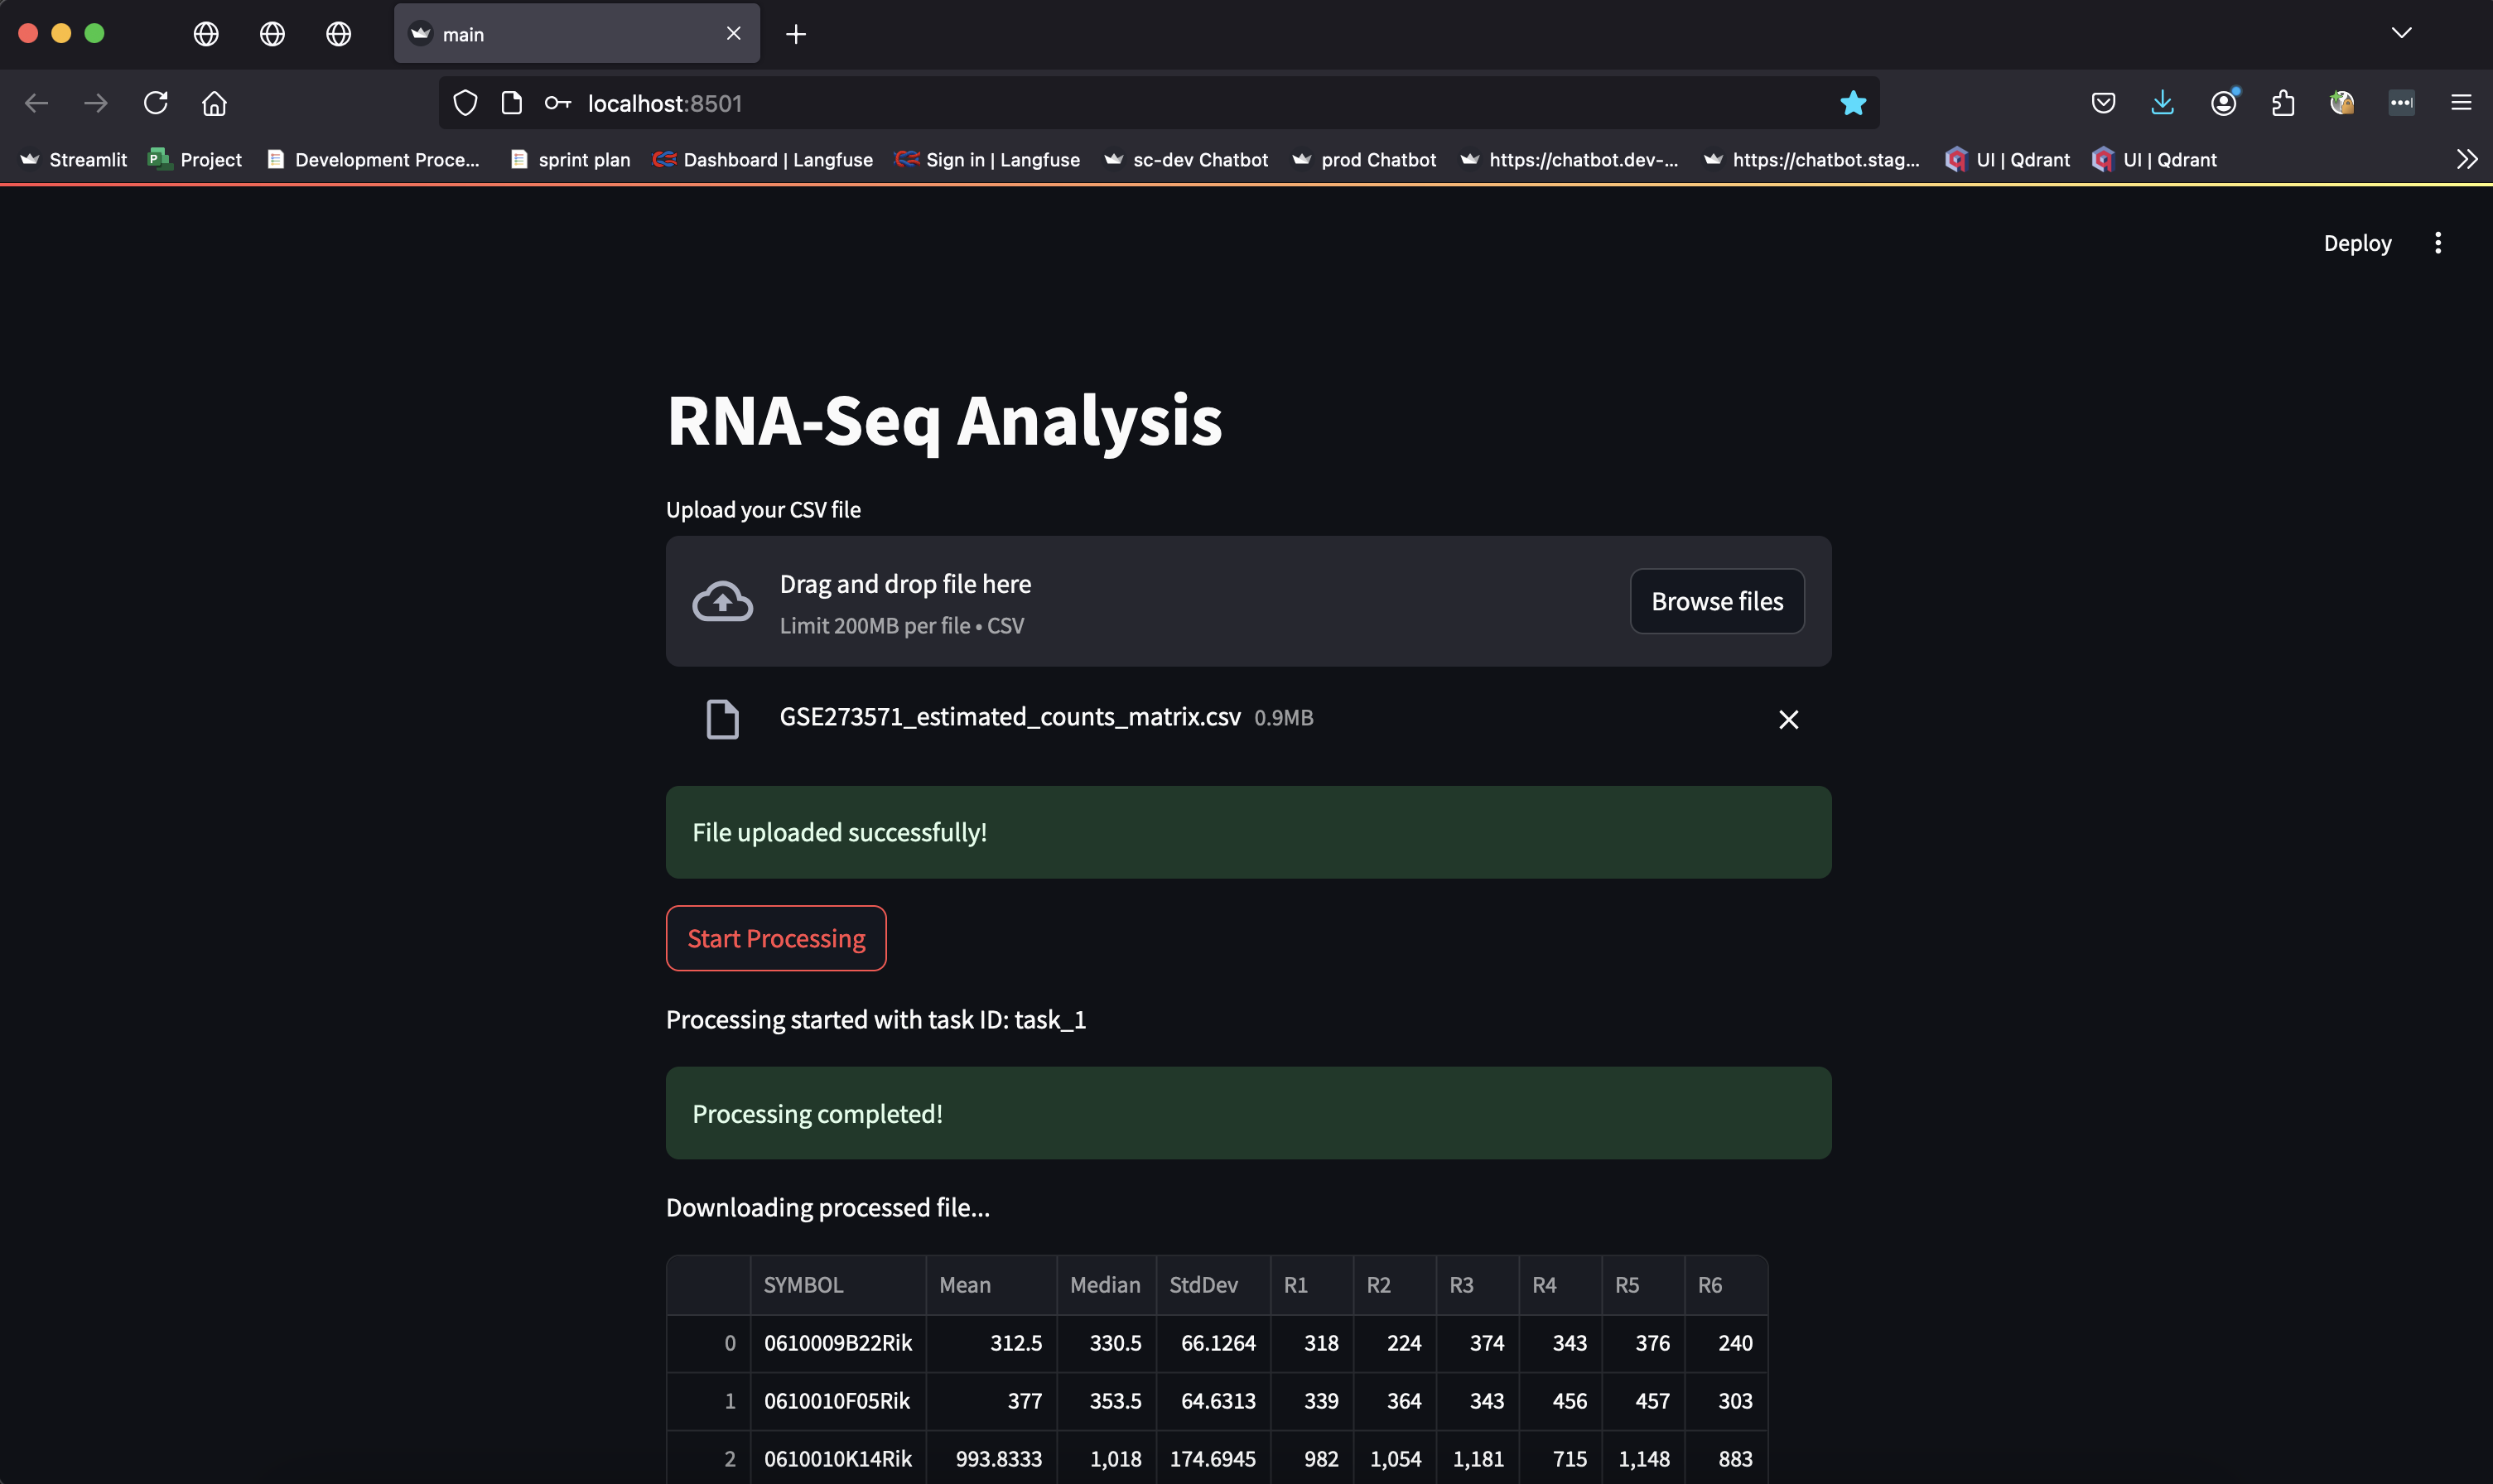 main
localhost:8501
Streamlit Project Development Proce... sprint plan Dashboard | Langfuse Sign in | Langfuse sc-dev Chatbot prod Chatbot https://chatbot.dev-... https://chatbot.stag... UI | Qdrant UI | Qdrant
Deploy
RNA-Seq Analysis
Upload your CSV file
Drag and drop file here
Limit 200MB per file • CSV
Browse files
GSE273571_estimated_counts_matrix.csv 0.9MB
File uploaded successfully!
Start Processing
Processing started with task ID: task_1
Processing completed!
Downloading processed file...
SYMBOL Mean Median StdDev R1 R2 R3 R4 R5 R6
0 0610009B22Rik 312.5 330.5 66.1264 318 224 374 343 376 240
1 0610010F05Rik 377 353.5 64.6313 339 364 343 456 457 303
2 0610010K14Rik 993.8333 1,018 174.6945 982 1,054 1,181 715 1,148 883